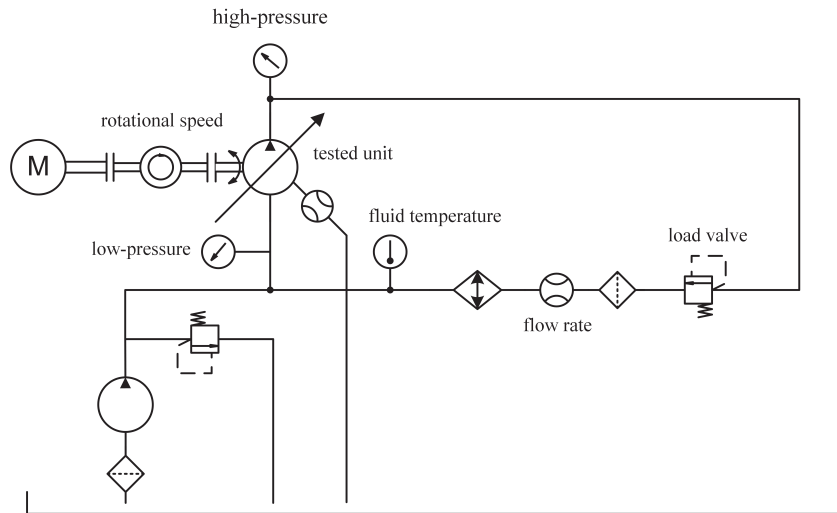 high-pressure
rotational speed
M
tested unit
low-pressure
fluid temperature
load valve
flow rate